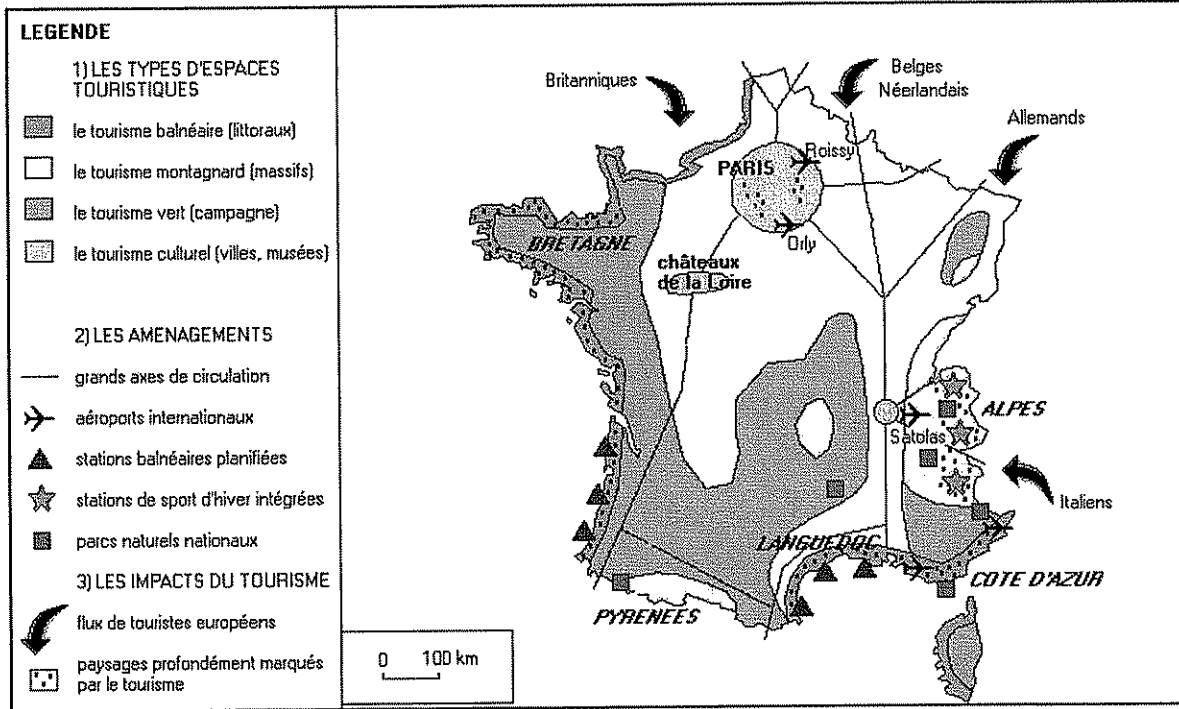 LEGENDE
1) LES TYPES D'ESPACES
TOURISTIQUES
le tourisme balnéaire (littoraux)
le tourisme montagnard (massifs)
le tourisme vert (campagne)
le tourisme culturel (villes, musées)
2) LES AMENAGEMENTS
grands axes de circulation
aéroports internationaux
stations balnéaires planifiées
stations de sport d'hiver intégrées
parcs naturels nationaux
3) LES IMPACTS DU TOURISME
flux de touristes européens
paysages profondément marqués
par le tourisme
0 100 km
Britanniques
Belges
Néerlandais
Allemands
Roissy
PARIS
Orly
BRETAGNE
châteaux
de la Loire
ALPES
Satolas
Italiens
LANGUEDOC
COTE D'AZUR
PYRENEES